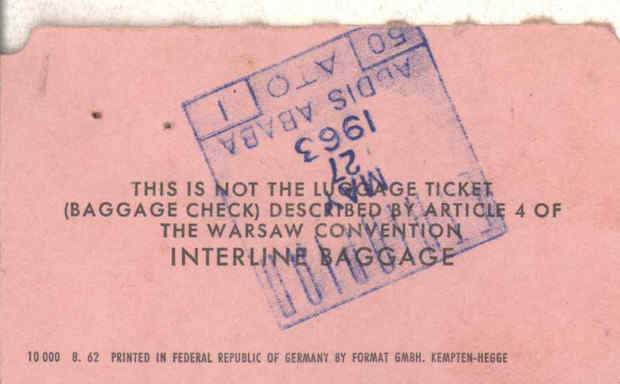 MAY
27
1963
ADDIS ABABA
50 ATO 1
THIS IS NOT THE LUGGAGE TICKET
(BAGGAGE CHECK) DESCRIBED BY ARTICLE 4 OF
THE WARSAW CONVENTION
INTERLINE BAGGAGE
10 000 8. 62 PRINTED IN FEDERAL REPUBLIC OF GERMANY BY FORMAT GMBH. KEMPTEN-HEGGE